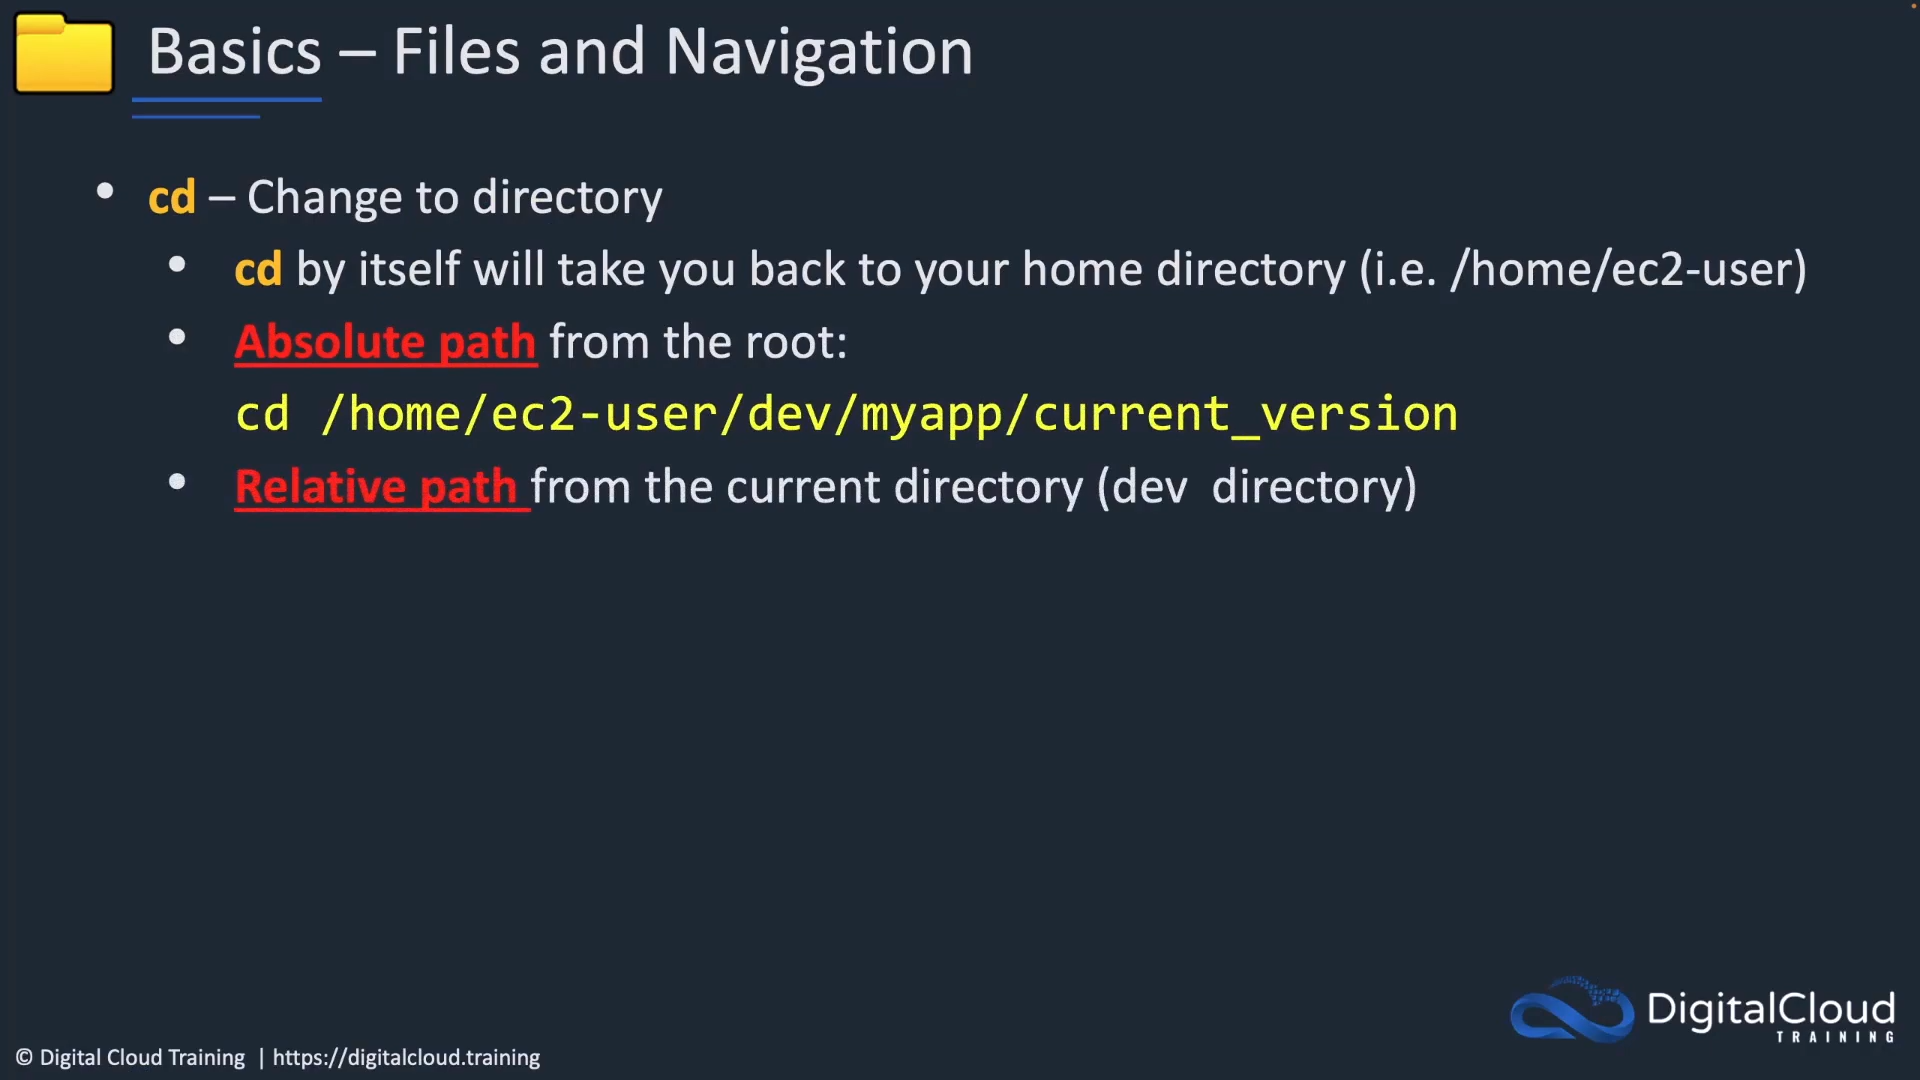 Basics – Files and Navigation
• cd – Change to directory
• cd by itself will take you back to your home directory (i.e. /home/ec2-user)
• Absolute path from the root:
cd /home/ec2-user/dev/myapp/current_version
• Relative path from the current directory (dev  directory)
DigitalCloud
TRAINING
© Digital Cloud Training | https://digitalcloud.training